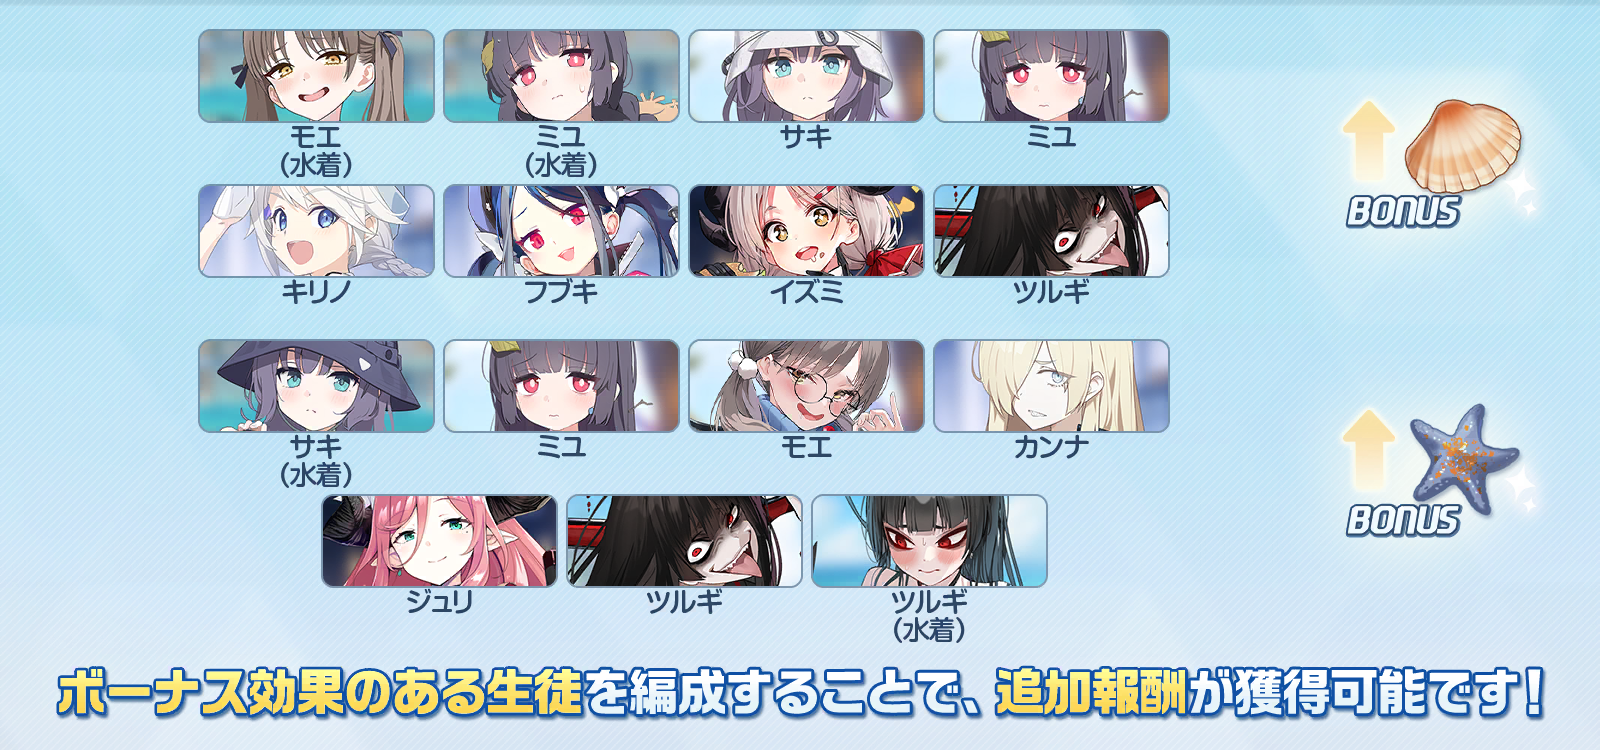 モエ
(水着)
ミユ
(水着)
サキ
ミユ
BONUS
キリノ
フブキ
イズミ
ツルギ
サキ
(水着)
ミユ
モエ
カンナ
BONUS
ジュリ
ツルギ
ツルギ
(水着)
ボーナス効果のある生徒を編成することで、追加報酬が獲得可能です！